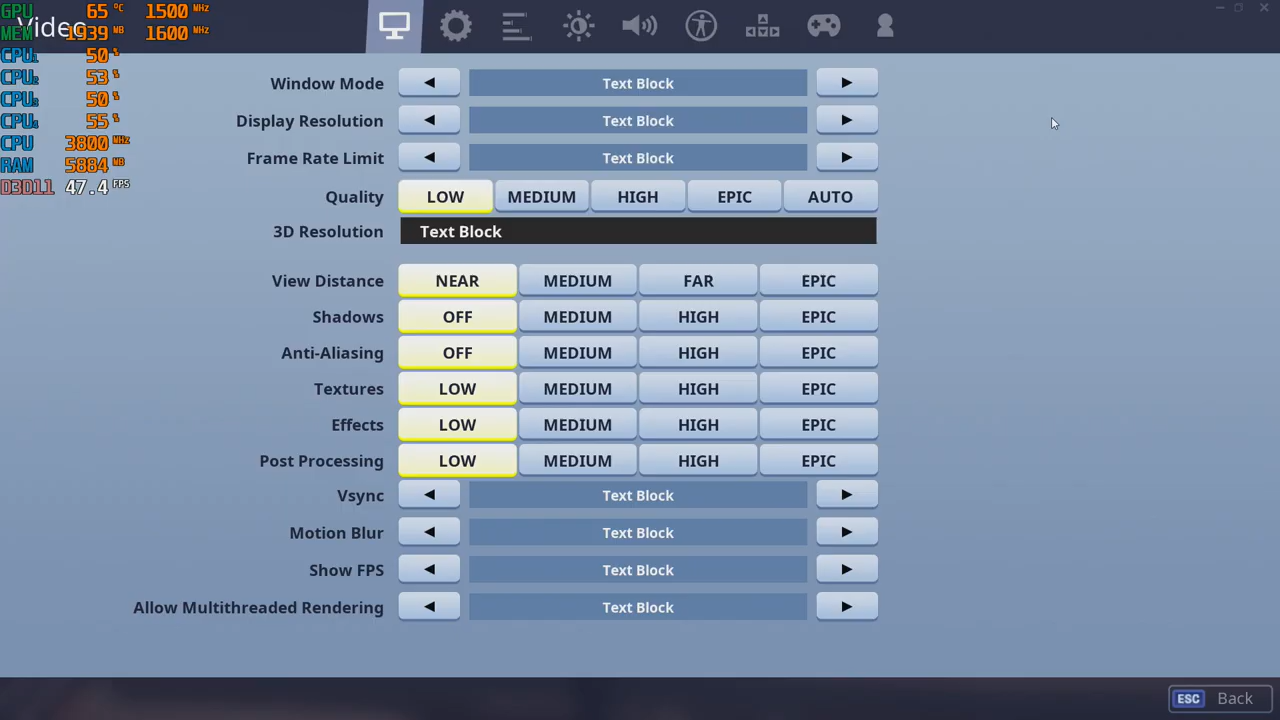 Video
GPU 65 °C 1500 MHz
MEM 1939 MB 1600 MHz
CPU1 50 %
CPU2 53 %
CPU3 50 %
CPU4 55 %
CPU 3800 MHz
RAM 5884 MB
D3D11 47.4 FPS
Window Mode ◀ Text Block ▶
Display Resolution ◀ Text Block ▶
Frame Rate Limit ◀ Text Block ▶
Quality LOW MEDIUM HIGH EPIC AUTO
3D Resolution Text Block
View Distance NEAR MEDIUM FAR EPIC
Shadows OFF MEDIUM HIGH EPIC
Anti-Aliasing OFF MEDIUM HIGH EPIC
Textures LOW MEDIUM HIGH EPIC
Effects LOW MEDIUM HIGH EPIC
Post Processing LOW MEDIUM HIGH EPIC
Vsync ◀ Text Block ▶
Motion Blur ◀ Text Block ▶
Show FPS ◀ Text Block ▶
Allow Multithreaded Rendering ◀ Text Block ▶
ESC Back